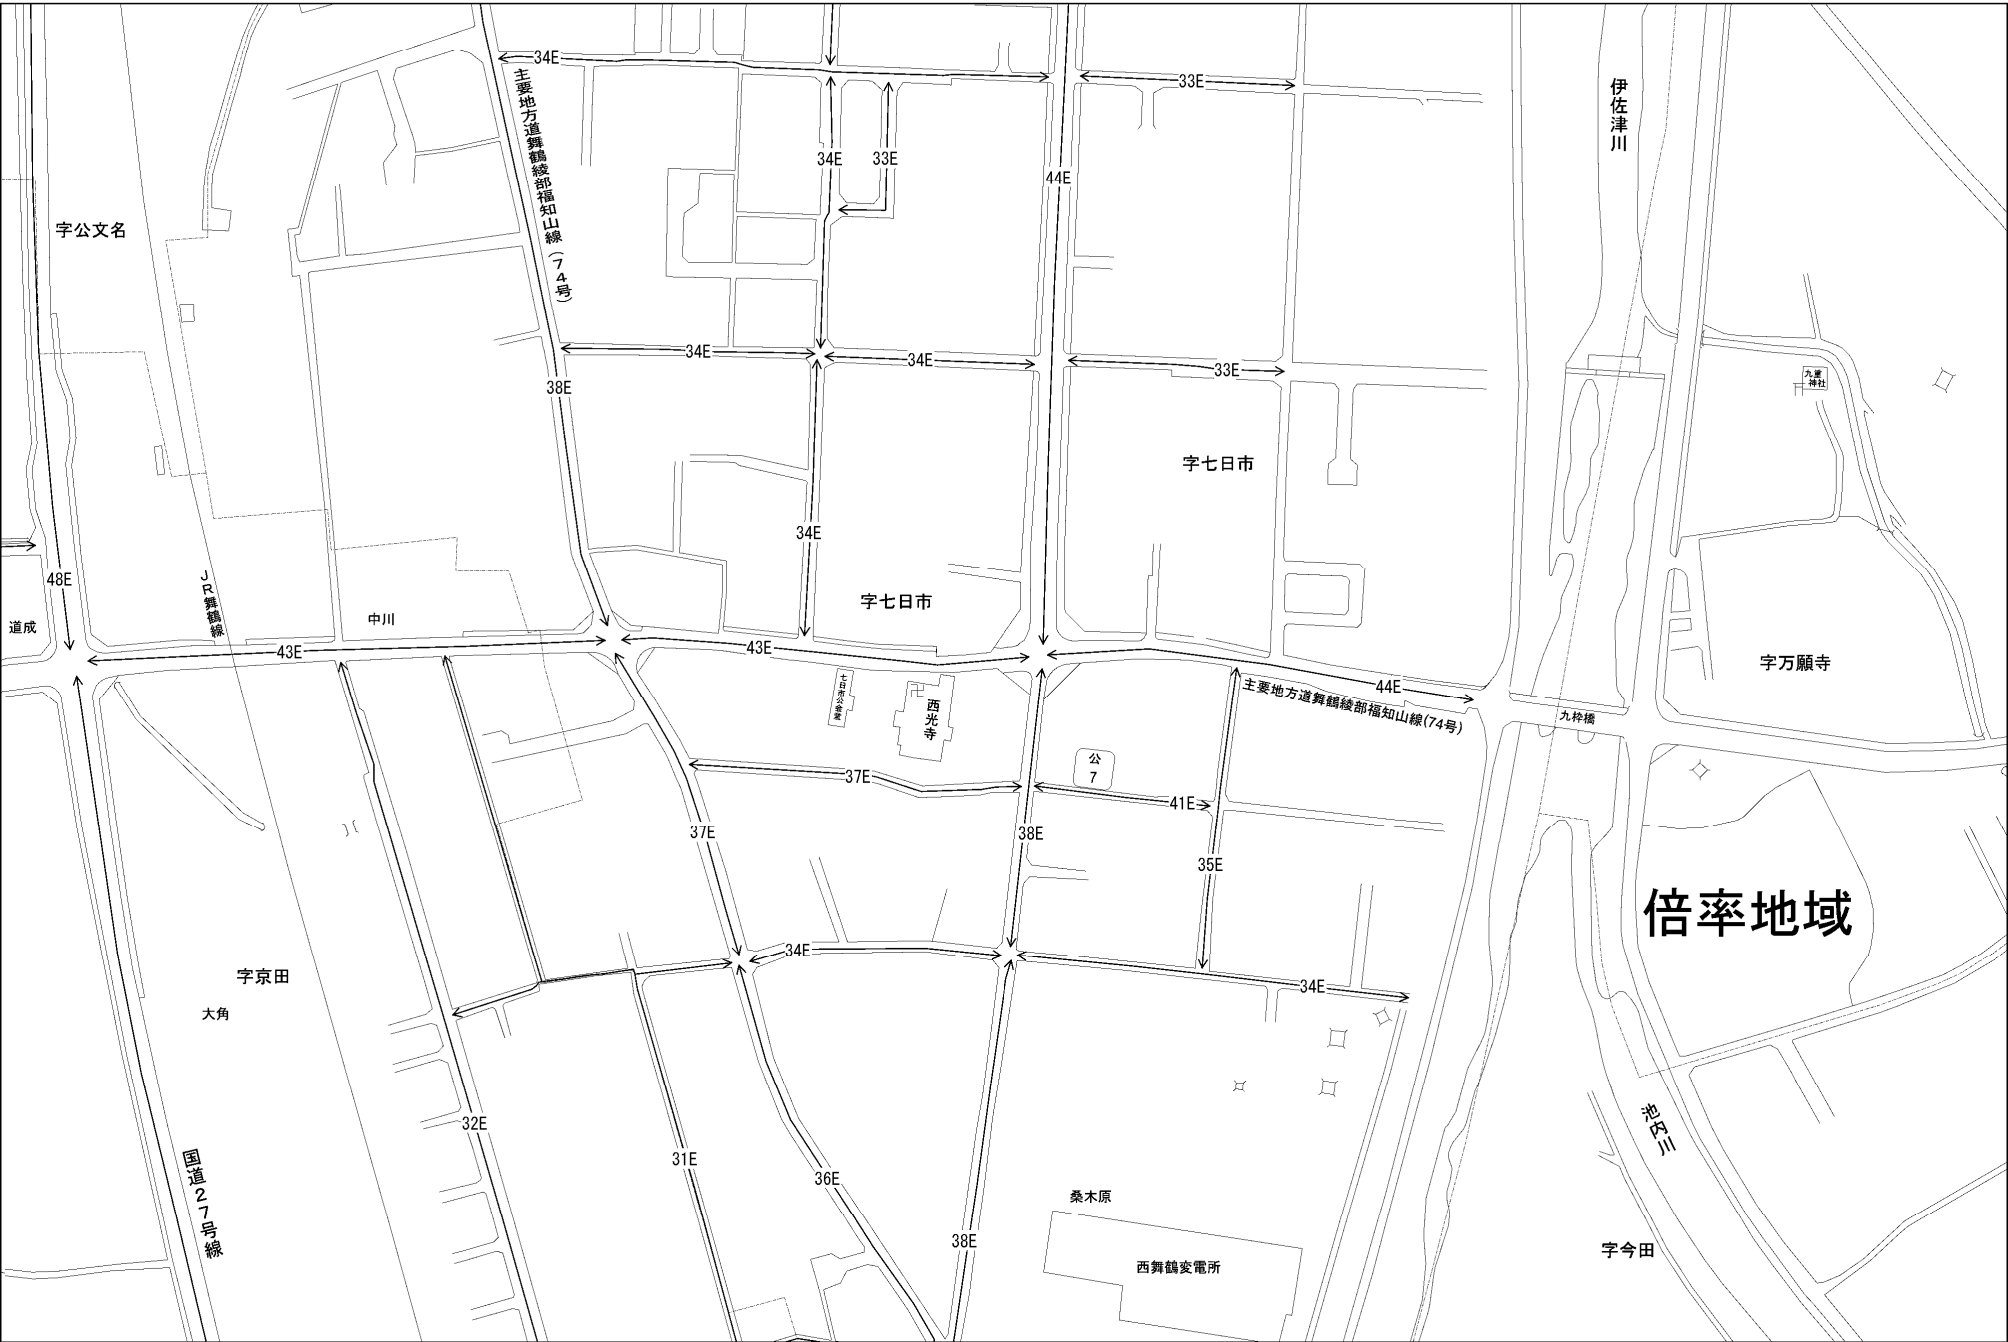 34E
33E
主要地方道舞鶴綾部福知山線(74号)
伊佐津川
34E
33E
44E
字公文名
34E
34E
33E
38E
九重
神社
字七日市
34E
48E
JR舞鶴線
中川
字七日市
道成
43E
43E
字万願寺
44E
主要地方道舞鶴綾部福知山線(74号)
七日市公会堂
西光寺
九枠橋
公
7
37E
41E
37E
38E
35E
倍率地域
34E
字京田
34E
大角
32E
池内川
31E
36E
国道27号線
桑木原
38E
字今田
西舞鶴変電所